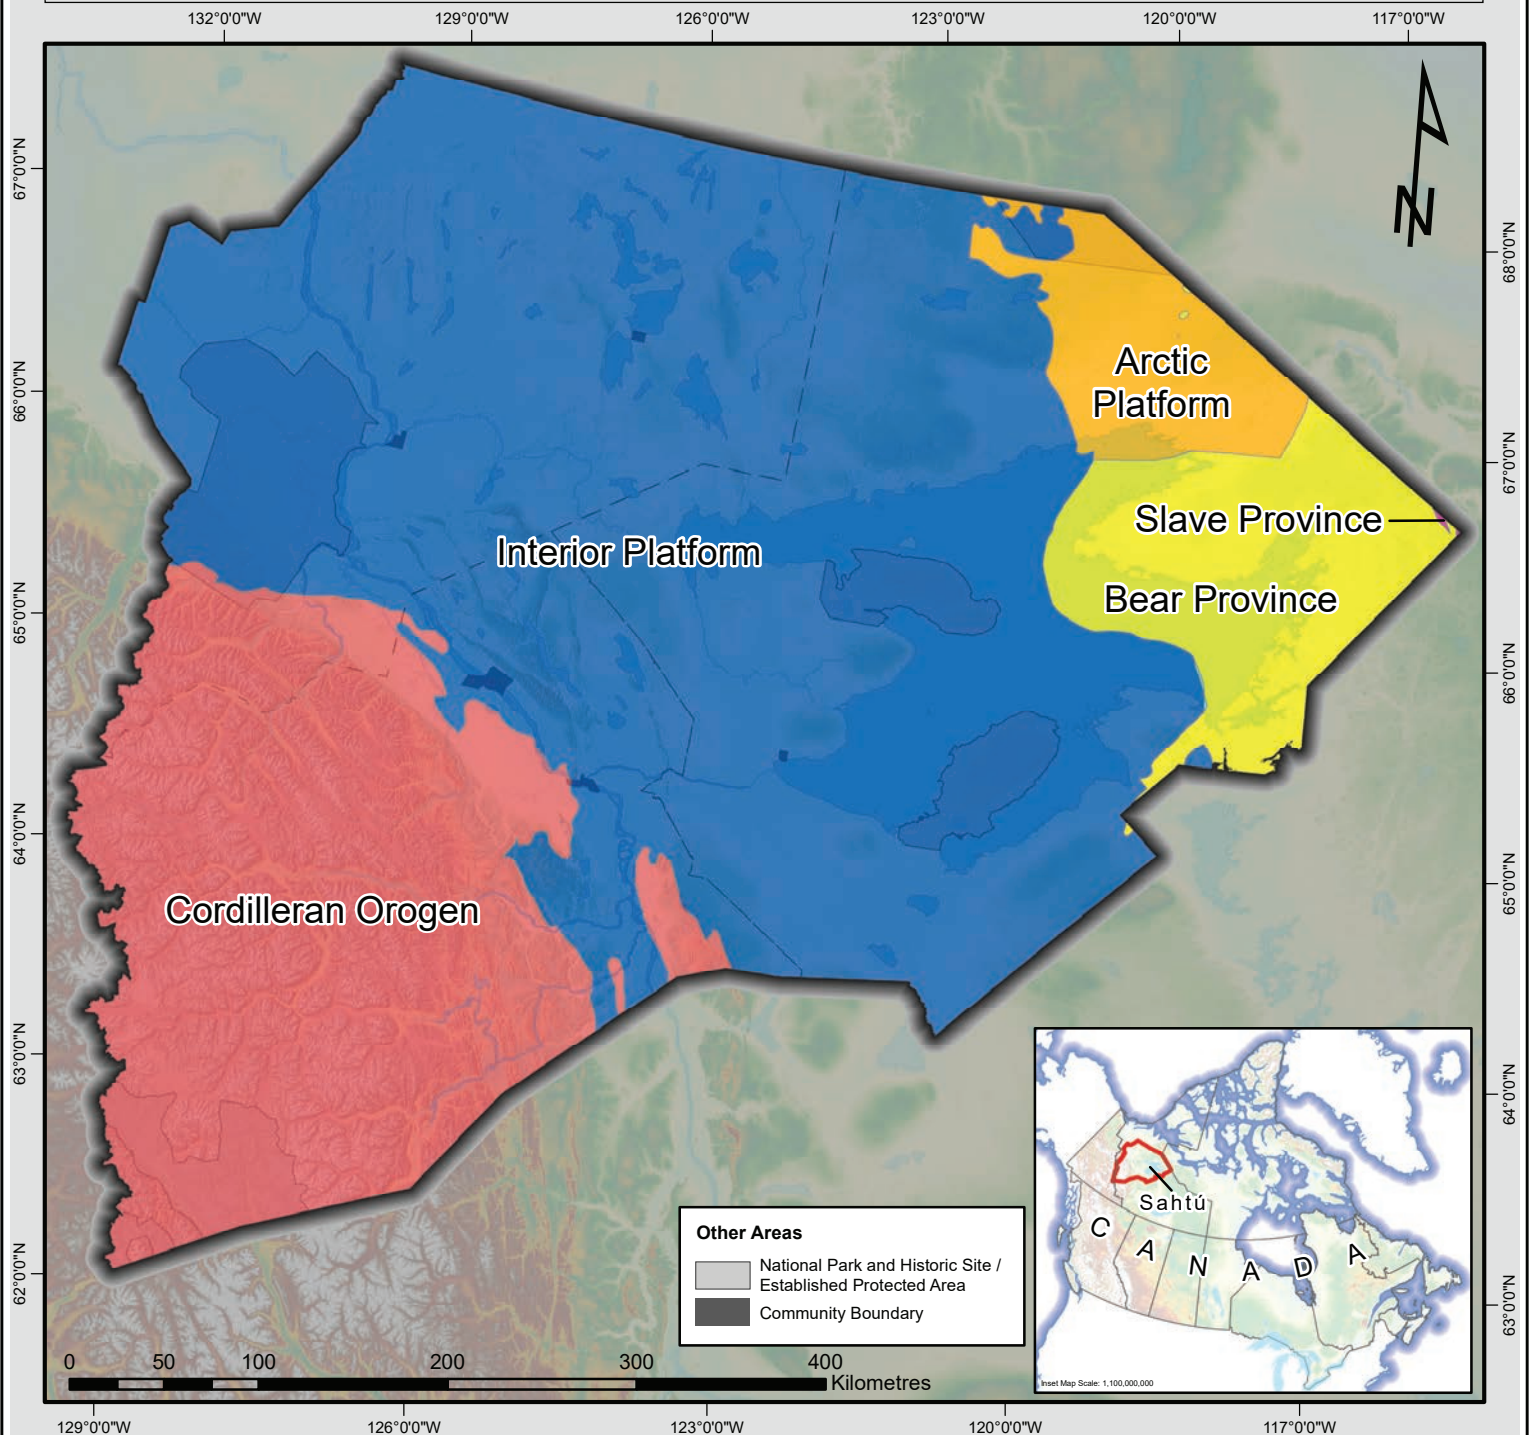 132°0'0"W 129°0'0"W 126°0'0"W 123°0'0"W 120°0'0"W 117°0'0"W
67°0'0"N
66°0'0"N
65°0'0"N
64°0'0"N
63°0'0"N
62°0'0"N
N
68°0'0"N
67°0'0"N
66°0'0"N
65°0'0"N
64°0'0"N
63°0'0"N
Arctic
Platform
Slave Province
Interior Platform
Bear Province
Cordilleran Orogen
Other Areas
National Park and Historic Site /
Established Protected Area
Community Boundary
0 50 100 200 300 400
Kilometres
Sahtú
CANADA
Inset Map Scale: 1,100,000,000
129°0'0"W 126°0'0"W 123°0'0"W 120°0'0"W 117°0'0"W